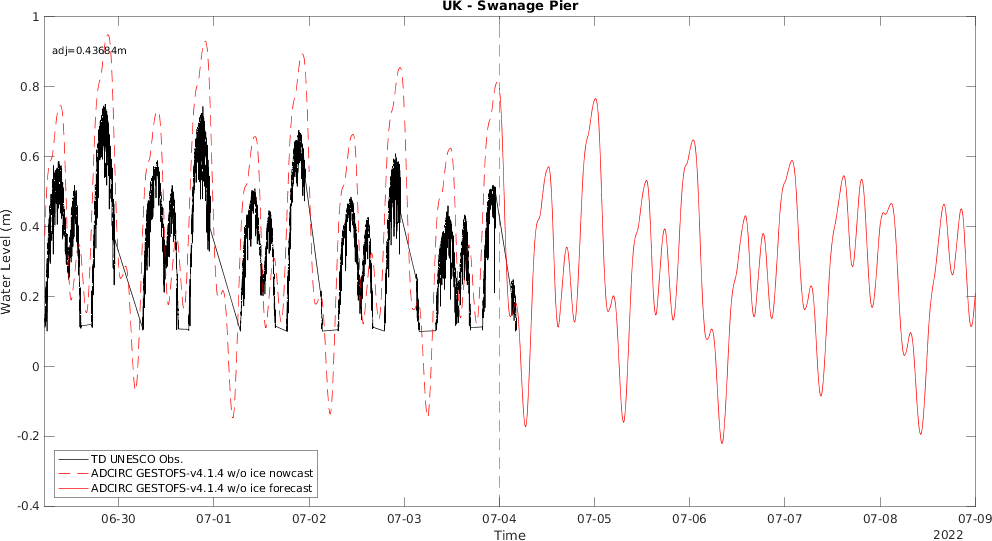 UK - Swanage Pier
1
adj=0.43684m
0.8
0.6
0.4
0.2
0
-0.2
-0.4
Water Level (m)
TD UNESCO Obs.
ADCIRC GESTOFS-v4.1.4 w/o ice nowcast
ADCIRC GESTOFS-v4.1.4 w/o ice forecast
06-30
07-01
07-02
07-03
07-04
07-05
07-06
07-07
07-08
07-09
Time
2022